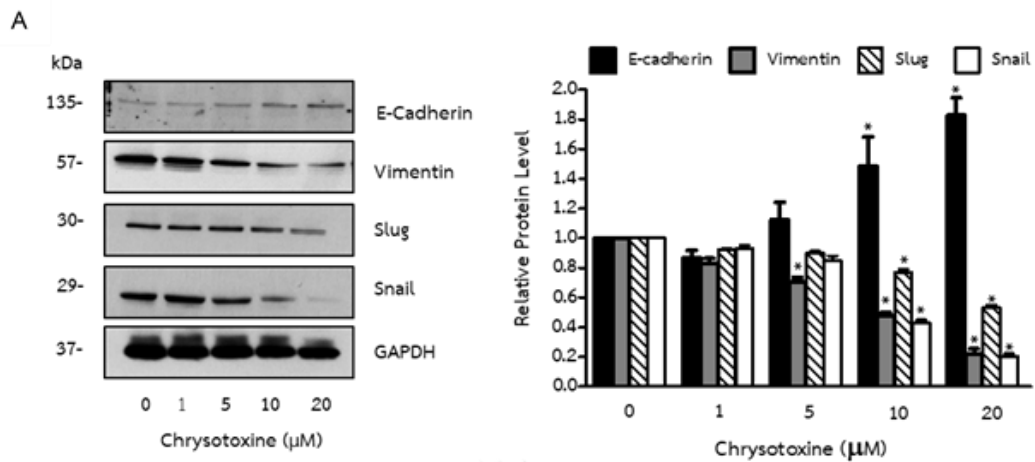 A
kDa
135-
E-Cadherin
57-
Vimentin
30-
Slug
29-
Snail
37-
GAPDH
0 1 5 10 20
Chrysotoxine (µM)
E-cadherin Vimentin Slug Snail
Relative Protein Level
2.0
1.8
1.6
1.4
1.2
1.0
0.8
0.6
0.4
0.2
0.0
* * * * * * * * *
0 1 5 10 20
Chrysotoxine (µM)